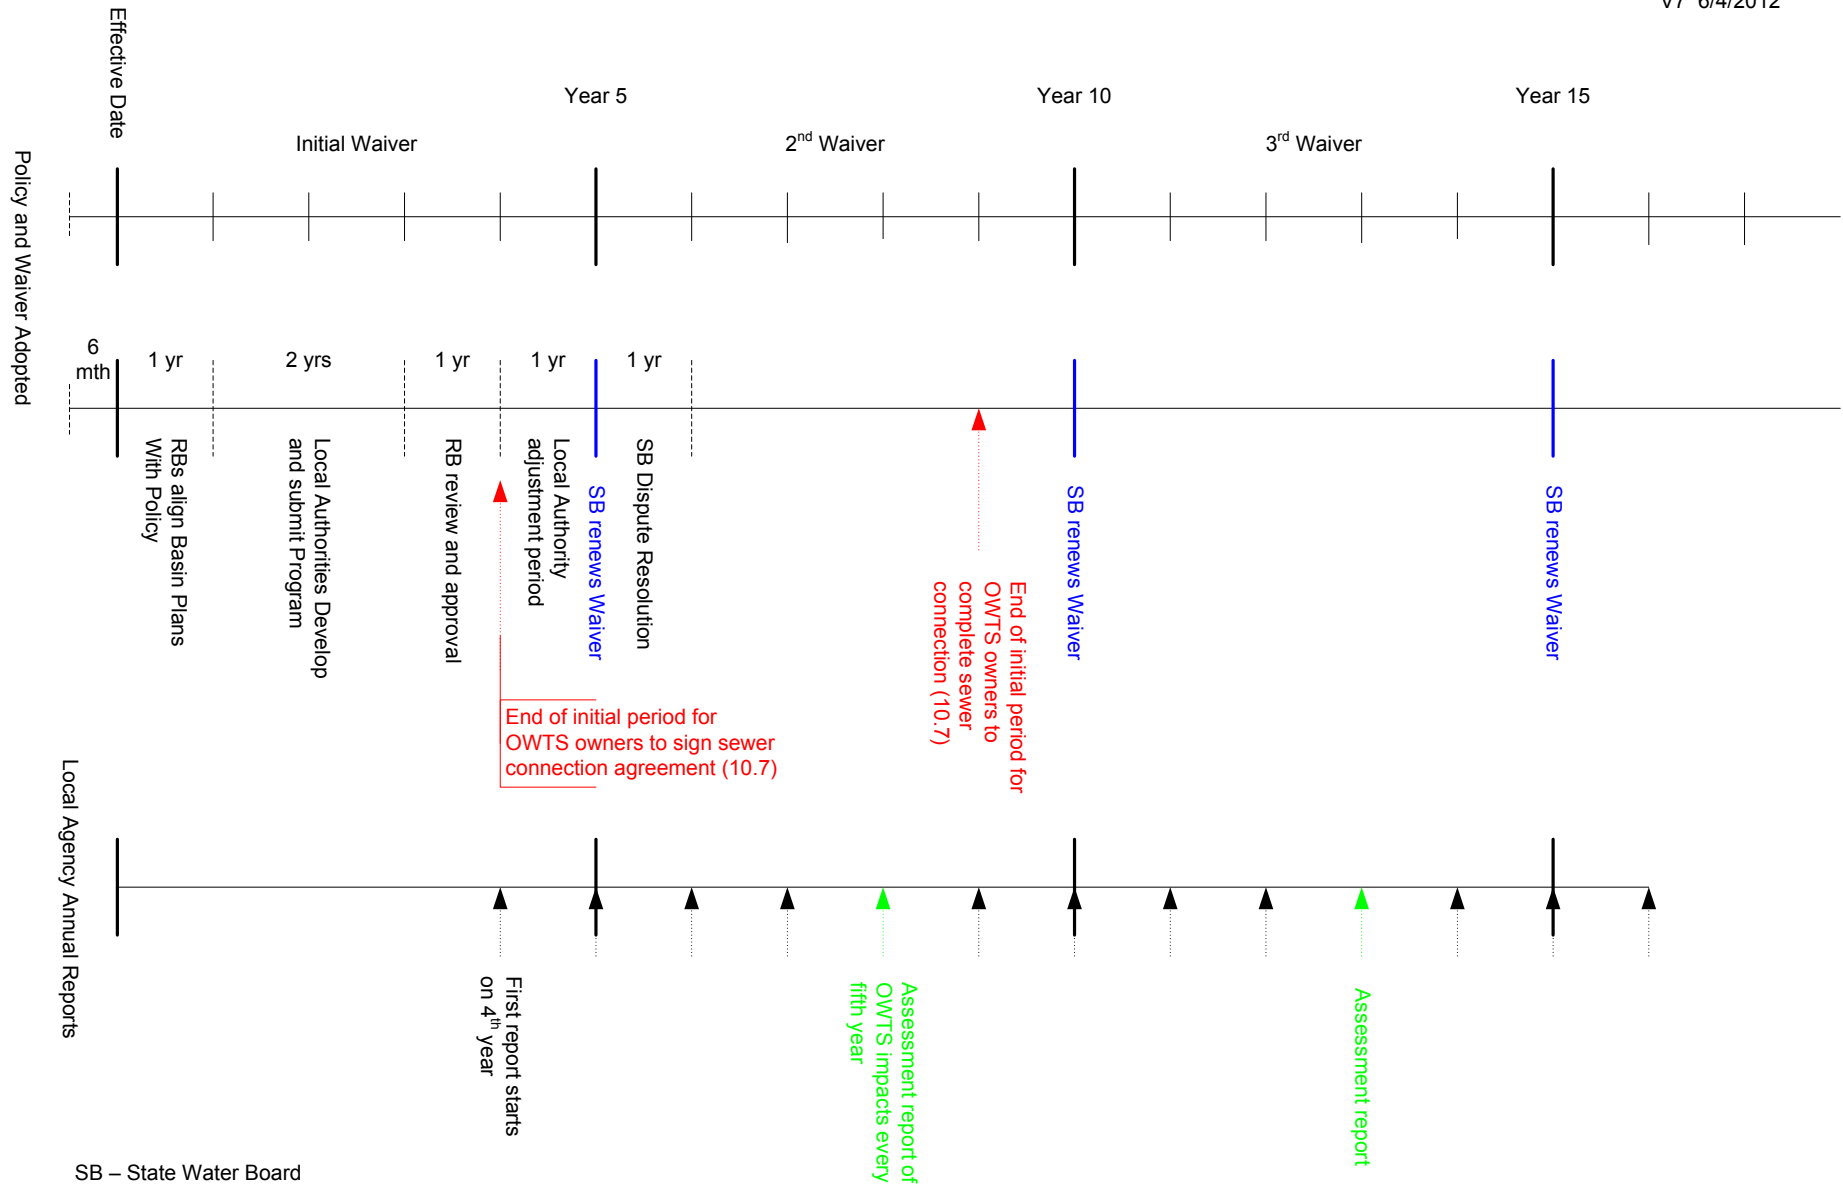 V7 6/4/2012
Effective Date
Policy and Waiver Adopted
Year 5
Year 10
Year 15
Initial Waiver
2nd Waiver
3rd Waiver
6
mth
1 yr
2 yrs
1 yr
1 yr
1 yr
RBs align Basin Plans
With Policy
Local Authorities Develop
and submit Program
RB review and approval
Local Authority
adjustment period
SB renews Waiver
SB Dispute Resolution
End of initial period for
OWTS owners to
complete sewer
connection (10.7)
SB renews Waiver
SB renews Waiver
End of initial period for
OWTS owners to sign sewer
connection agreement (10.7)
Local Agency Annual Reports
First report starts
on 4th year
Assessment report of
OWTS impacts every
fifth year
Assessment report
SB – State Water Board